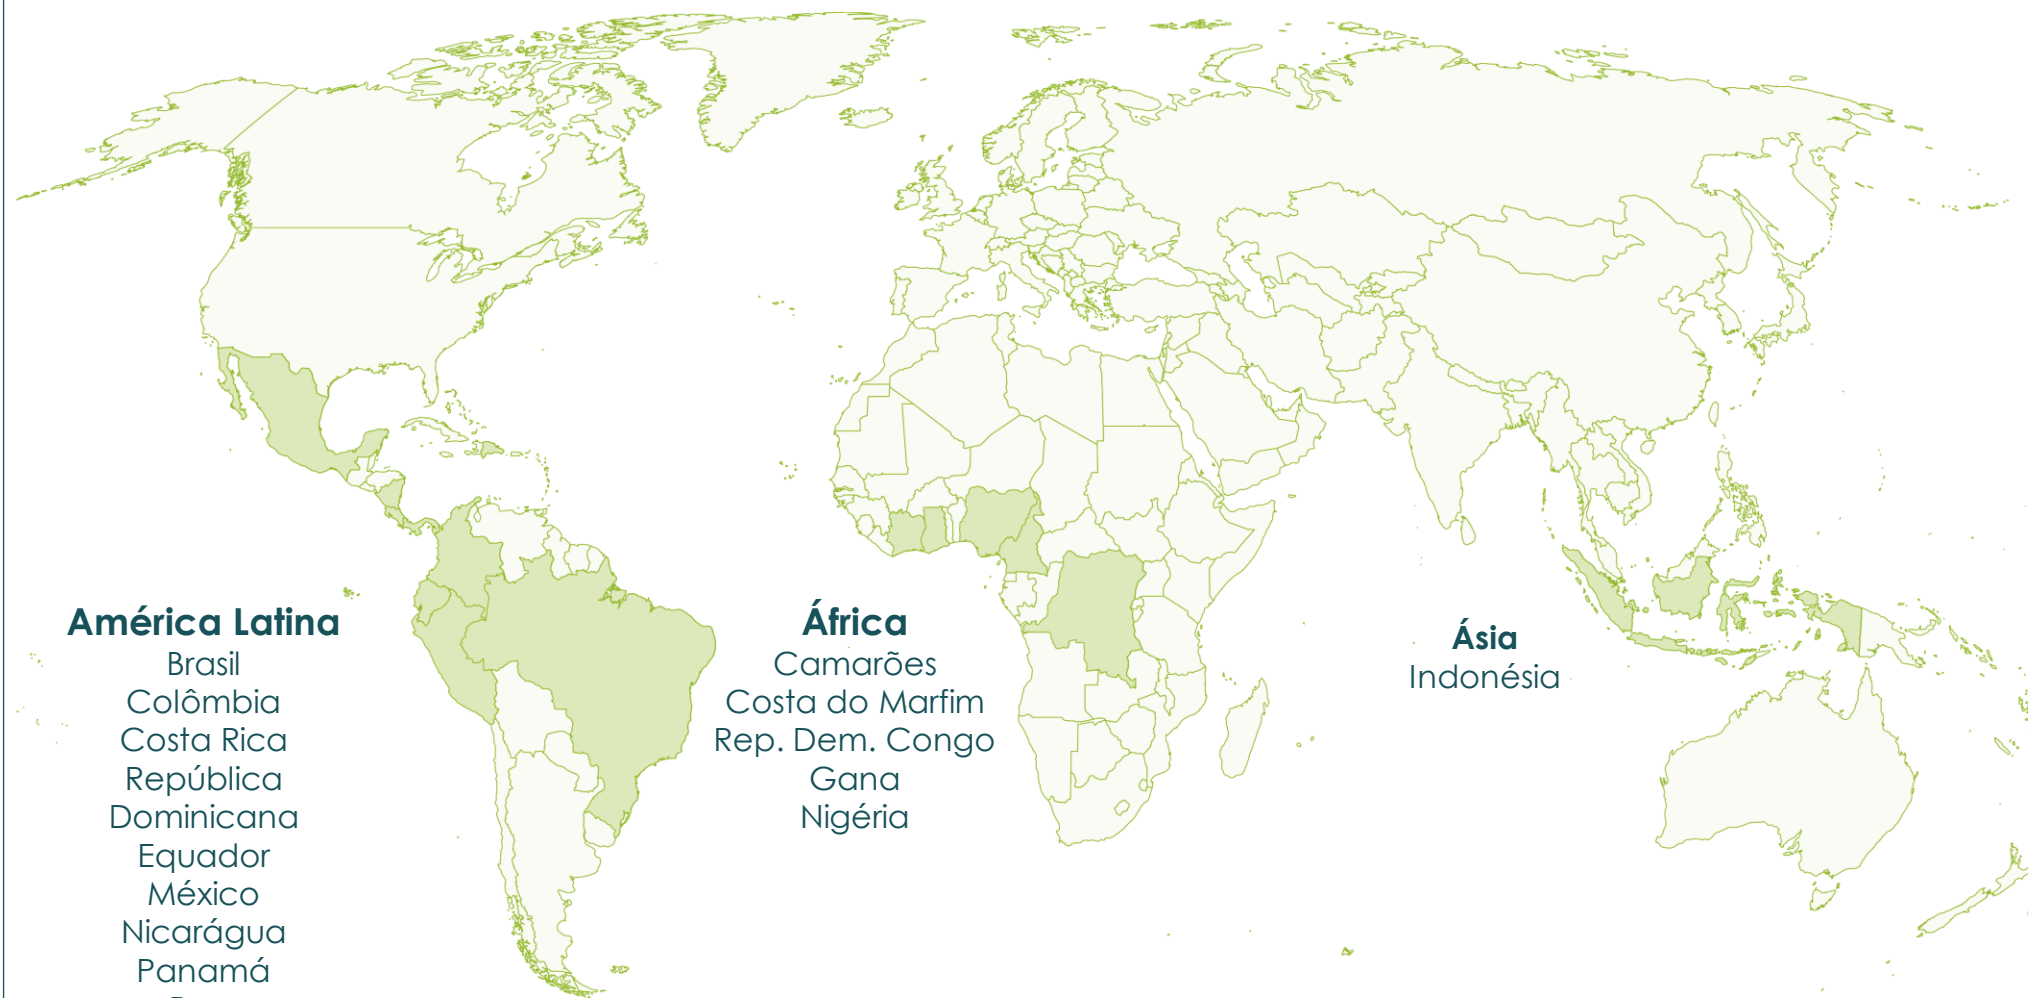 América Latina
Brasil
Colômbia
Costa Rica
República
Dominicana
Equador
México
Nicarágua
Panamá
África
Camarões
Costa do Marfim
Rep. Dem. Congo
Gana
Nigéria
Ásia
Indonésia